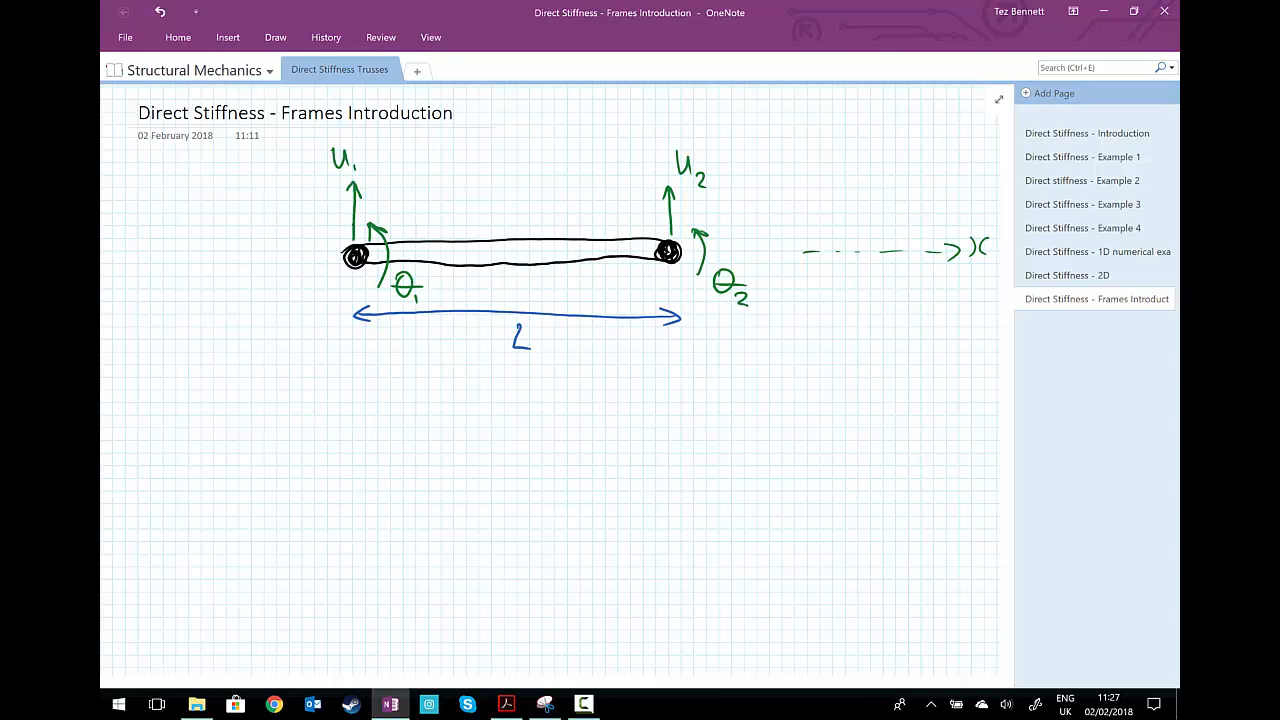 Direct Stiffness - Frames Introduction - OneNote
Tez Bennett
File Home Insert Draw History Review View
Structural Mechanics
Direct Stiffness Trusses
+
Search (Ctrl+E)
Add Page
Direct Stiffness - Frames Introduction
02 February 2018 11:11
Direct Stiffness - Introduction
Direct Stiffness - Example 1
Direct stiffness - Example 2
Direct Stiffness - Example 3
Direct Stiffness - Example 4
Direct Stiffness - 1D numerical exa
Direct Stiffness - 2D
Direct Stiffness - Frames Introduct
u₁
u₂
x
θ₁
θ₂
L
ENG
UK
11:27
02/02/2018